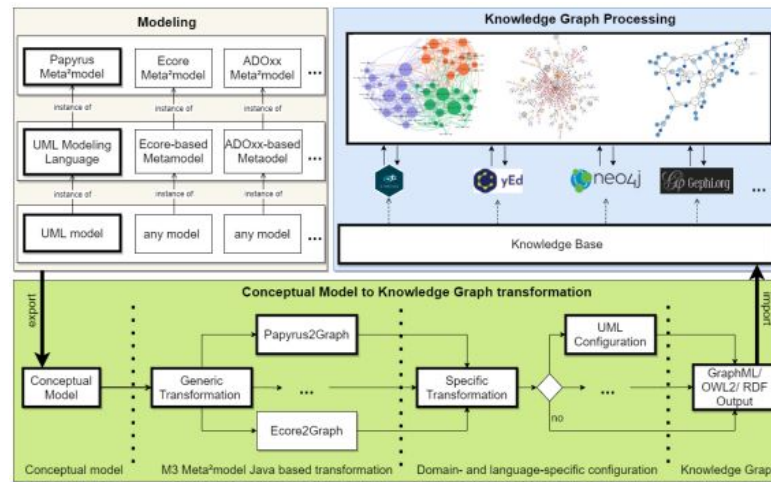 Modeling
Papyrus
Meta²model
Ecore
Meta²model
ADOxx
Meta²model
...
instance of
instance of
instance of
UML Modeling
Language
Ecore-based
Metamodel
ADOxx-based
Metaodel
...
instance of
instance of
instance of
UML model
any model
any model
...
Knowledge Graph Processing
yEd
neo4j
Gp GephI.org
...
Knowledge Base
export
import
Conceptual Model to Knowledge Graph transformation
Conceptual
Model
Generic
Transformation
Papyrus2Graph
...
Ecore2Graph
Specific
Transformation
UML
Configuration
...
no
GraphML/
OWL2/ RDF
Output
Conceptual model
M3 Meta²model Java based transformation
Domain- and language-specific configuration
Knowledge Grap